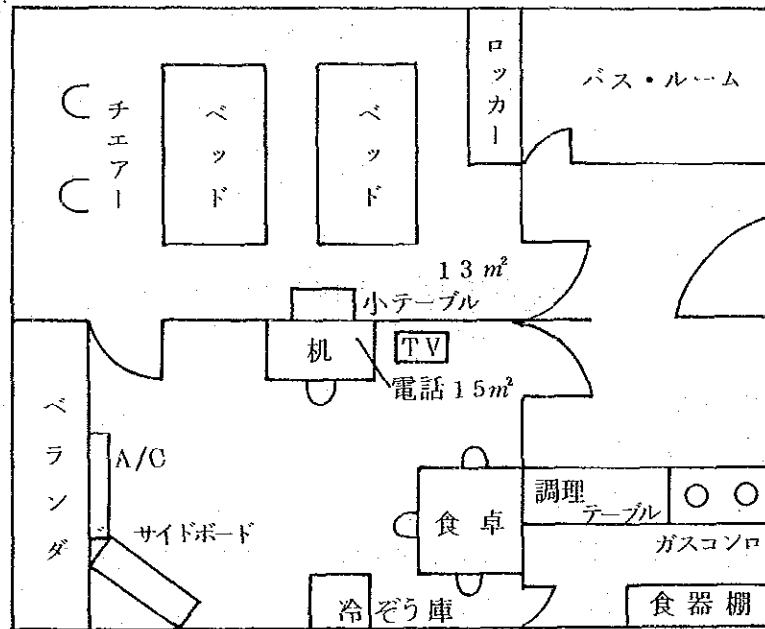 ロッカー
バス・ルーム
チェアー
ベッド
ベッド
13㎡
小テーブル
机
TV
電話 15㎡
ベランダ
A/C
サイドボード
食卓
調理
テーブル
ガスコンロ
冷ぞう庫
食器棚